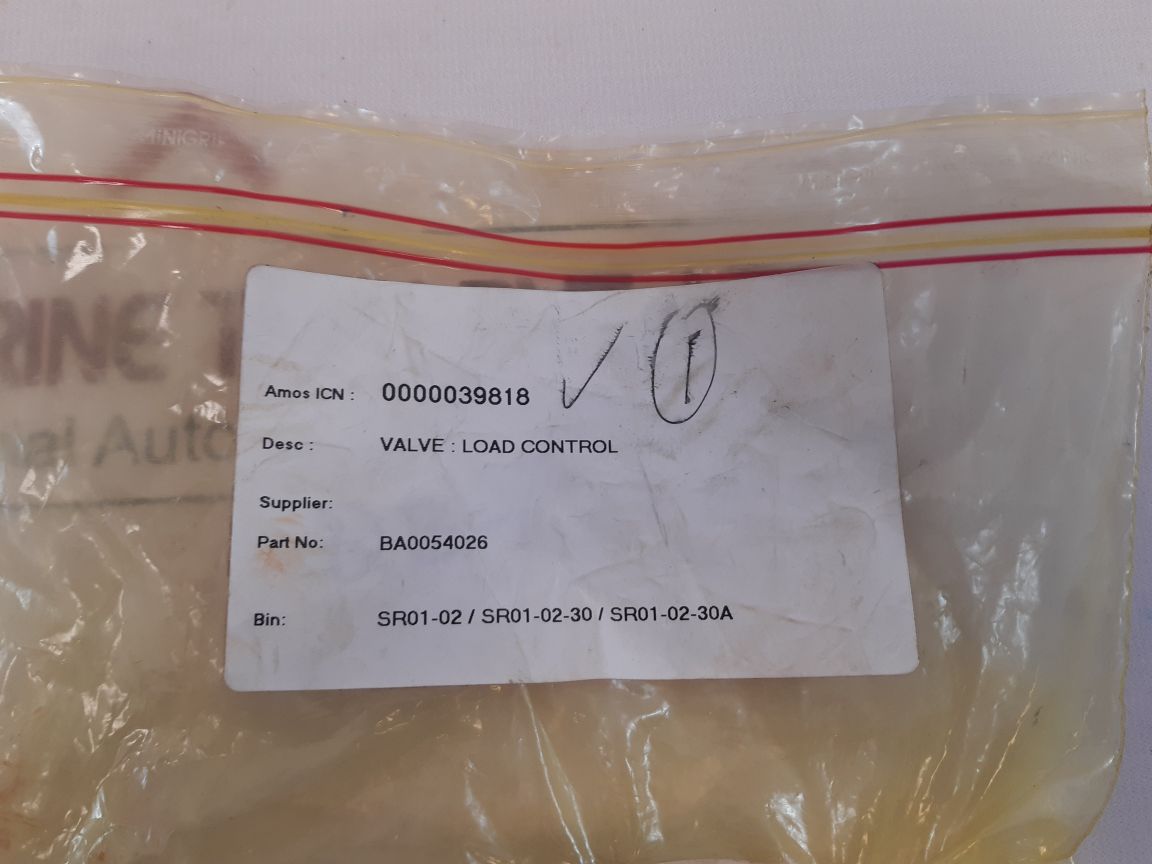 MINIGRIP
RINE T
nal Auto
Amos ICN : 0000039818 ✓ 1
Desc : VALVE : LOAD CONTROL
Supplier:
Part No: BA0054026
Bin: SR01-02 / SR01-02-30 / SR01-02-30A